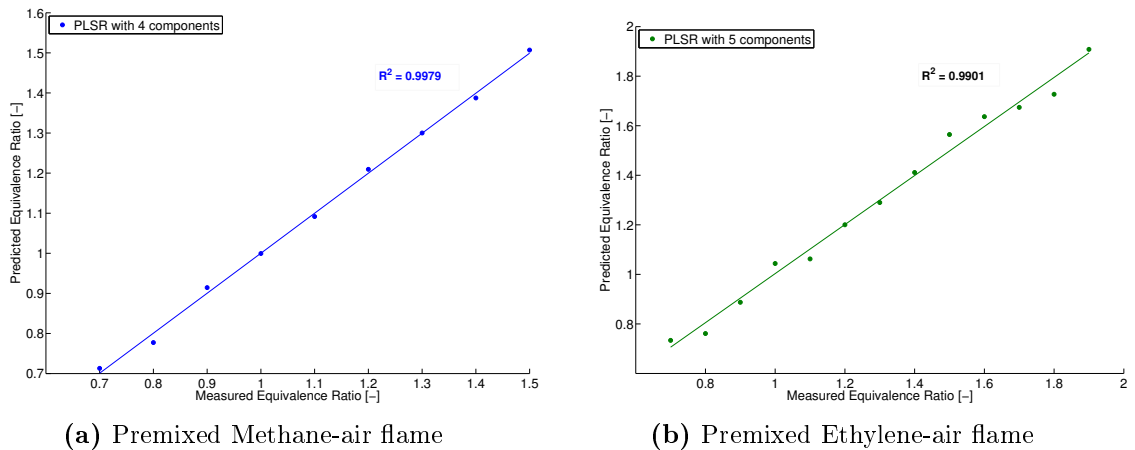 PLSR with 4 components
R² = 0.9979
Predicted Equivalence Ratio [−]
1.6
1.5
1.4
1.3
1.2
1.1
1
0.9
0.8
0.7
0.7 0.8 0.9 1 1.1 1.2 1.3 1.4 1.5
Measured Equivalence Ratio [−]
(a) Premixed Methane-air flame
PLSR with 5 components
R² = 0.9901
Predicted Equivalence Ratio [−]
2
1.8
1.6
1.4
1.2
1
0.8
0.8 1 1.2 1.4 1.6 1.8 2
Measured Equivalence Ratio [−]
(b) Premixed Ethylene-air flame